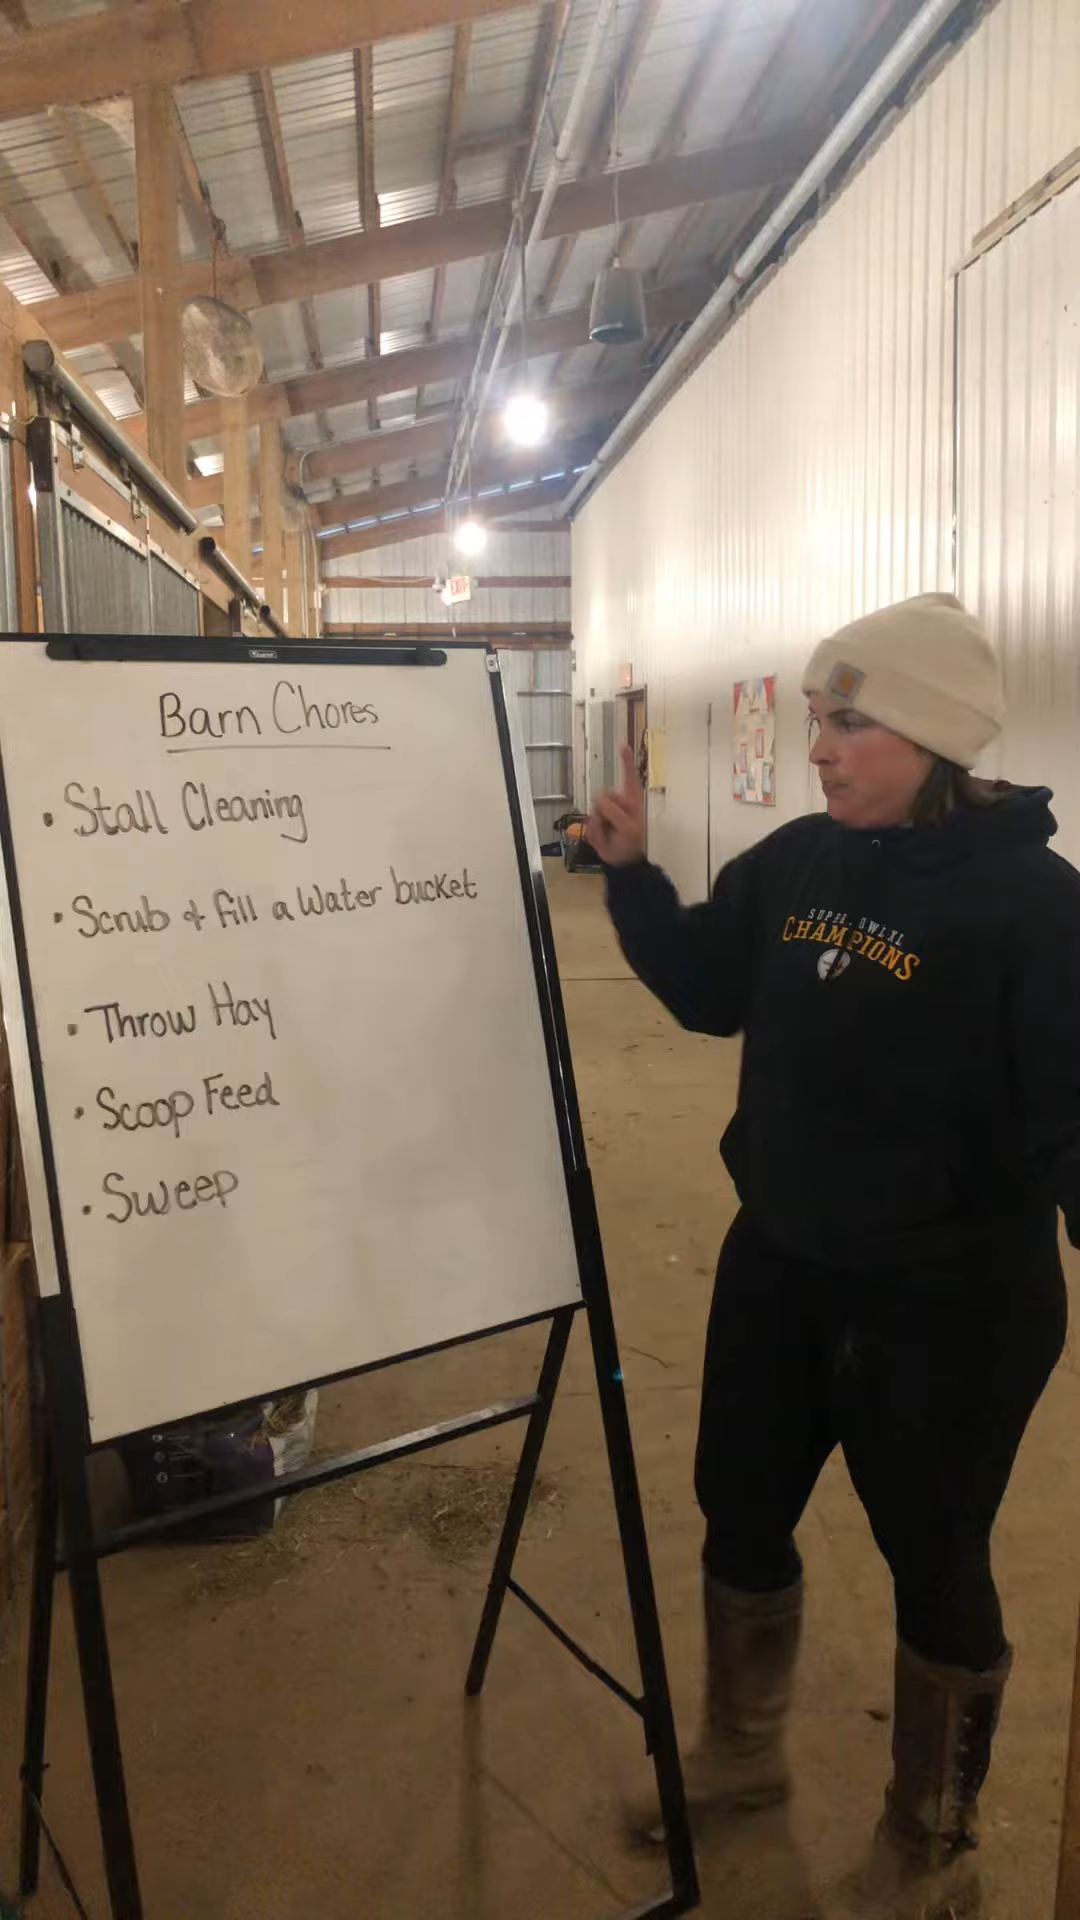 Barn Chores
• Stall Cleaning
• Scrub & fill a Water bucket
• Throw Hay
• Scoop Feed
• Sweep
EXIT
CHAMPIONS